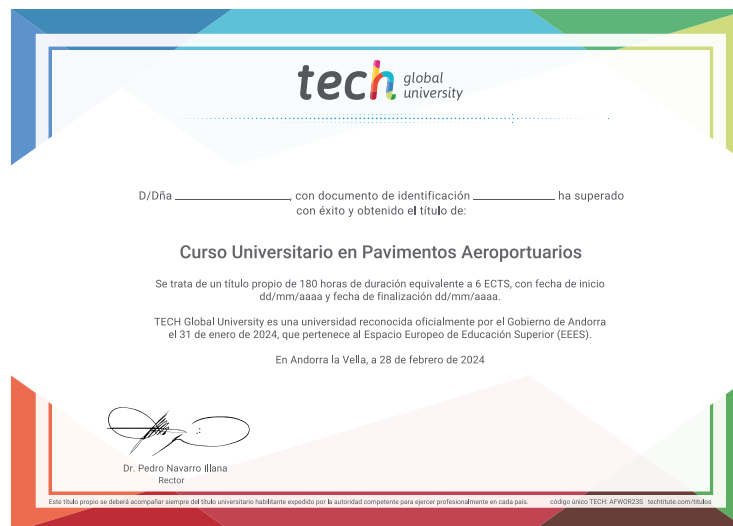 tech global university
D/Dña ______________, con documento de identificación __________ ha superado
con éxito y obtenido el título de:
Curso Universitario en Pavimentos Aeroportuarios
Se trata de un título propio de 180 horas de duración equivalente a 6 ECTS, con fecha de inicio
dd/mm/aaaa y fecha de finalización dd/mm/aaaa.
TECH Global University es una universidad reconocida oficialmente por el Gobierno de Andorra
el 31 de enero de 2024, que pertenece al Espacio Europeo de Educación Superior (EEES).
En Andorra la Vella, a 28 de febrero de 2024
Dr. Pedro Navarro Illana
Rector
Este título propio se deberá acompañar siempre del título universitario habilitante expedido por la autoridad competente para ejercer profesionalmente en cada país. código único TECH: AFWOR23S techtitute.com/titulos